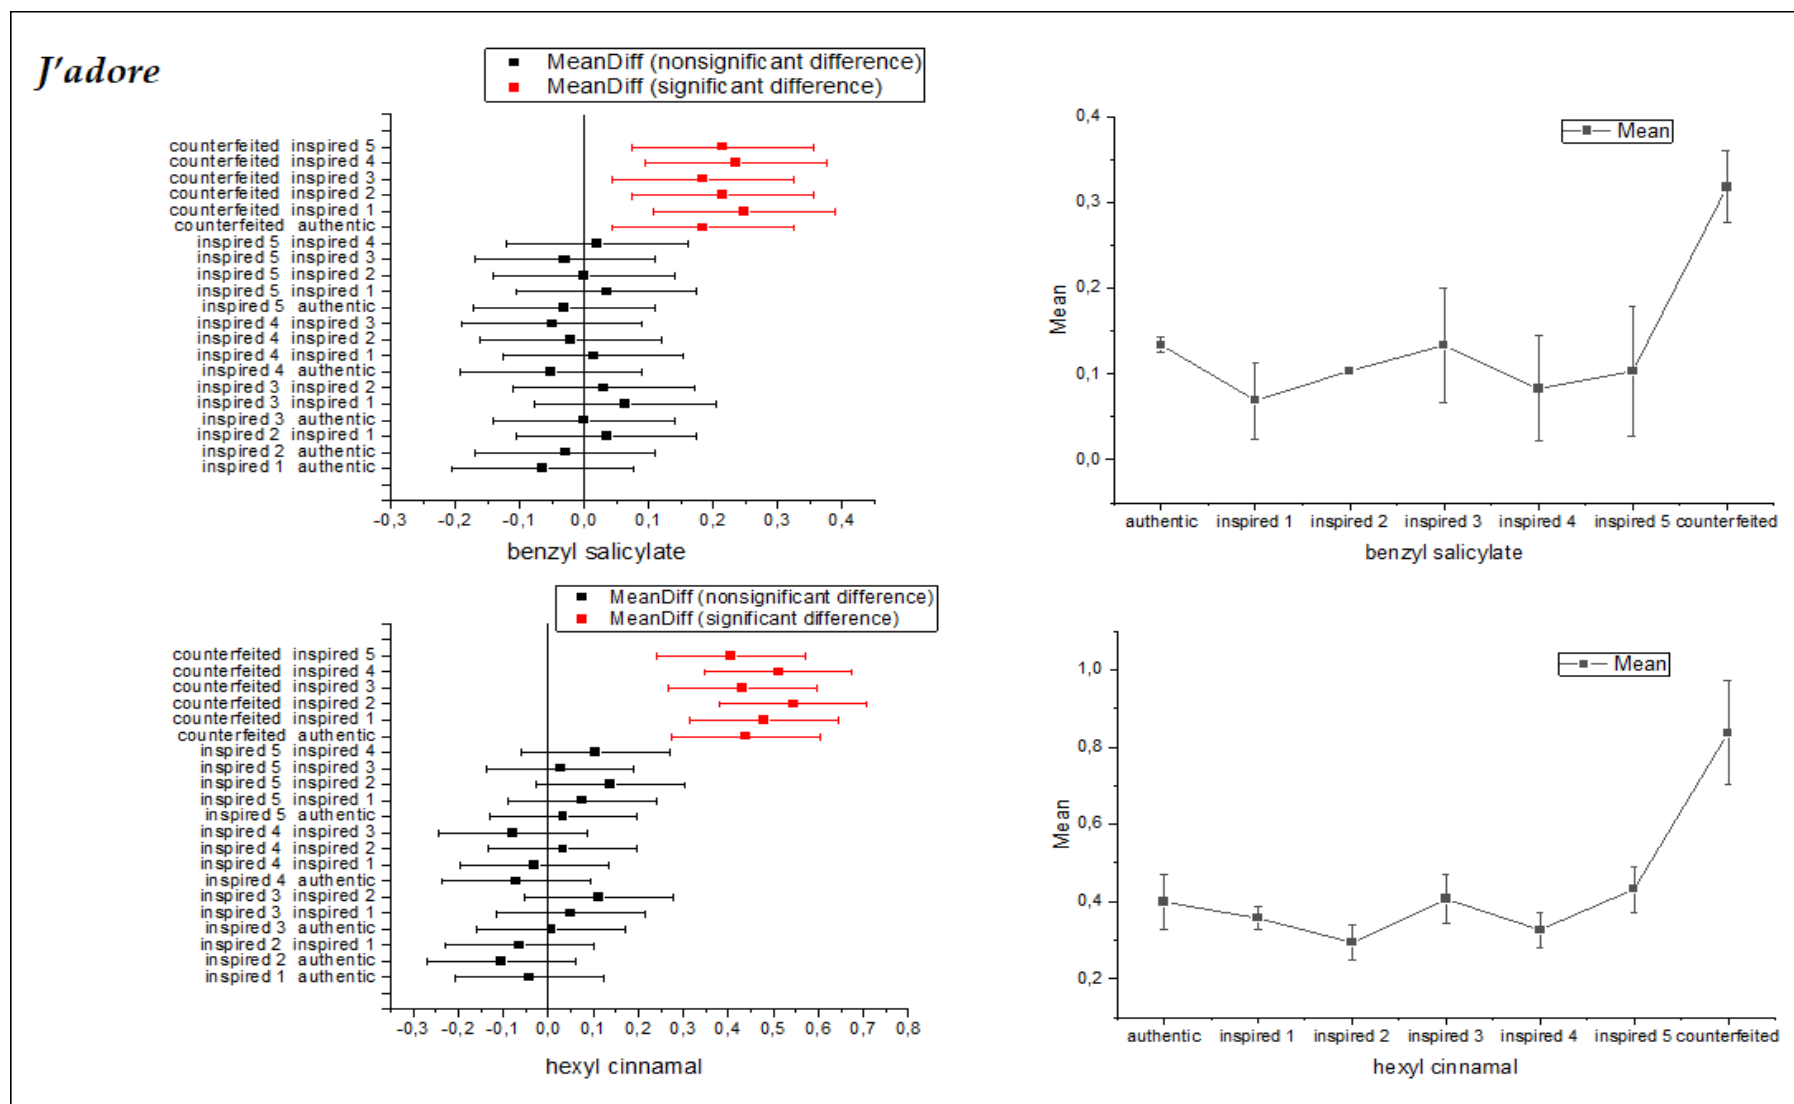 J'adore
MeanDiff (nonsignificant difference)
MeanDiff (significant difference)
counterfeited inspired 5
counterfeited inspired 4
counterfeited inspired 3
counterfeited inspired 2
counterfeited inspired 1
counterfeited authentic
inspired 5 inspired 4
inspired 5 inspired 3
inspired 5 inspired 2
inspired 5 inspired 1
inspired 5 authentic
inspired 4 inspired 3
inspired 4 inspired 2
inspired 4 inspired 1
inspired 4 authentic
inspired 3 inspired 2
inspired 3 inspired 1
inspired 3 authentic
inspired 2 inspired 1
inspired 2 authentic
inspired 1 authentic
-0,3 -0,2 -0,1 0,0 0,1 0,2 0,3 0,4
benzyl salicylate
Mean
0,4
0,3
0,2
0,1
0,0
Mean
authentic inspired 1 inspired 2 inspired 3 inspired 4 inspired 5 counterfeited
benzyl salicylate
MeanDiff (nonsignificant difference)
MeanDiff (significant difference)
counterfeited inspired 5
counterfeited inspired 4
counterfeited inspired 3
counterfeited inspired 2
counterfeited inspired 1
counterfeited authentic
inspired 5 inspired 4
inspired 5 inspired 3
inspired 5 inspired 2
inspired 5 inspired 1
inspired 5 authentic
inspired 4 inspired 3
inspired 4 inspired 2
inspired 4 inspired 1
inspired 4 authentic
inspired 3 inspired 2
inspired 3 inspired 1
inspired 3 authentic
inspired 2 inspired 1
inspired 2 authentic
inspired 1 authentic
-0,3 -0,2 -0,1 0,0 0,1 0,2 0,3 0,4 0,5 0,6 0,7 0,8
hexyl cinnamal
Mean
1,0
0,8
0,6
0,4
0,2
Mean
authentic inspired 1 inspired 2 inspired 3 inspired 4 inspired 5 counterfeited
hexyl cinnamal